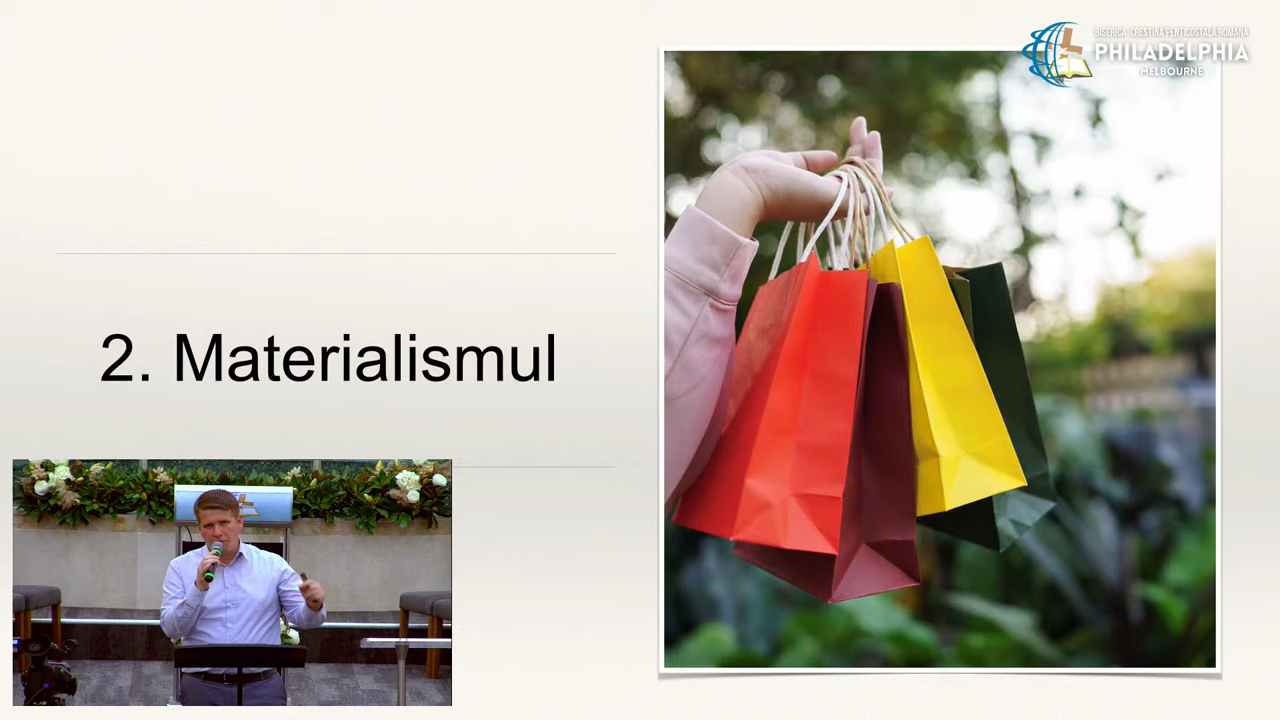 BISERICA CREȘTINĂ PENTICOSTALĂ ROMÂNĂ
PHILADELPHIA
MELBOURNE
2. Materialismul